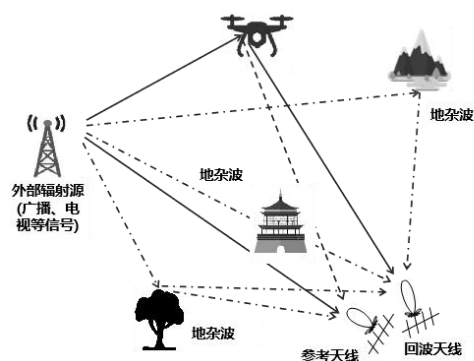 地杂波
外部辐射源
(广播、电
视等信号)
地杂波
地杂波
参考天线
回波天线